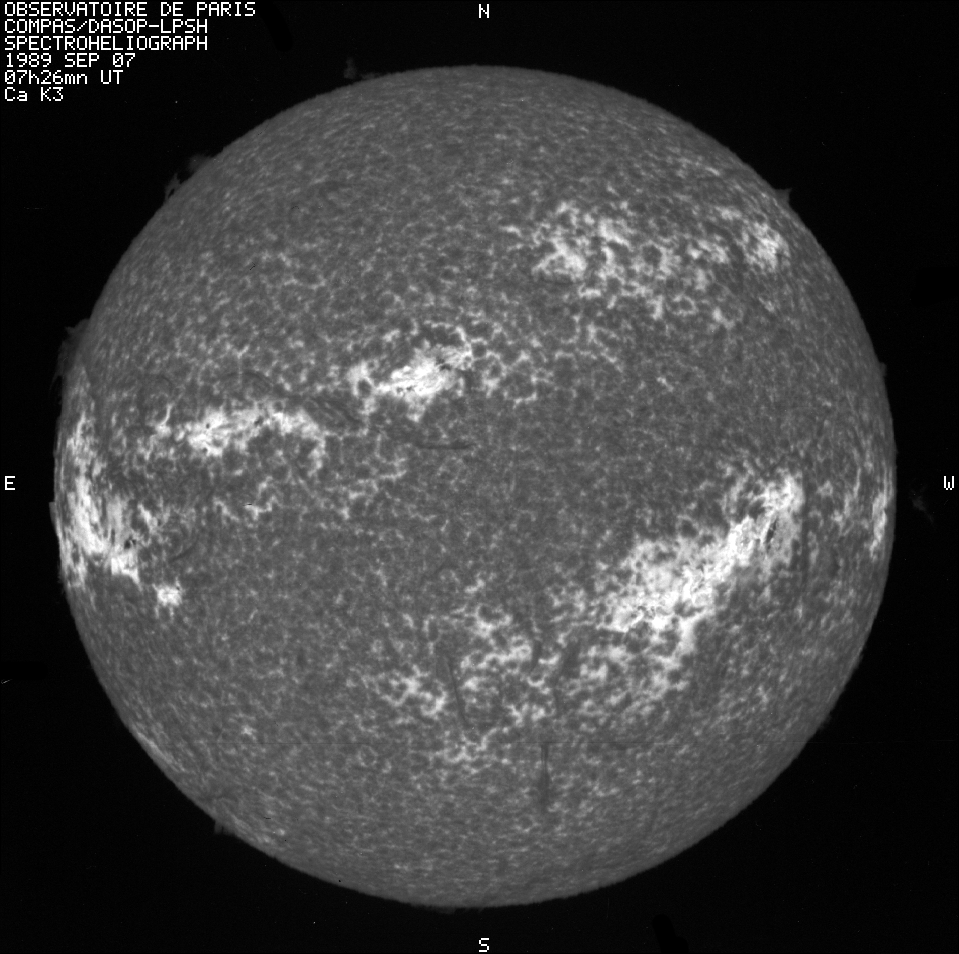 OBSERVATOIRE DE PARIS
COMPAS/DASOP-LPSH
SPECTROHELIOGRAPH
1989 SEP 07
07h26mn UT
Ca K3
N
E
W
S